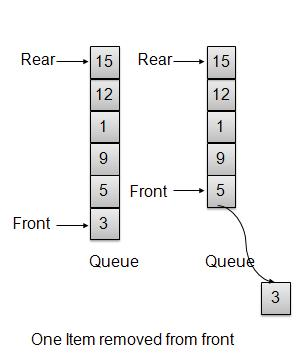 Rear 15 Rear 15
12 12
1 1
9 9
5 Front 5
Front 3
Queue Queue
3
One Item removed from front